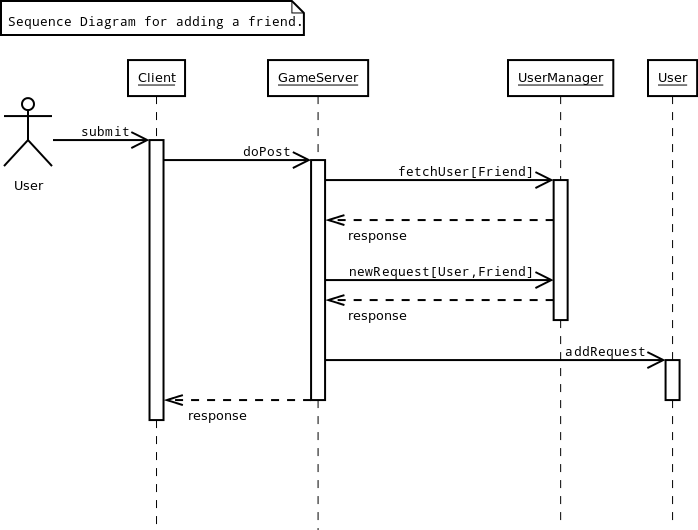 Sequence Diagram for adding a friend.
Client
GameServer
UserManager
User
submit
doPost
fetchUser[Friend]
User
response
newRequest[User,Friend]
response
addRequest
response